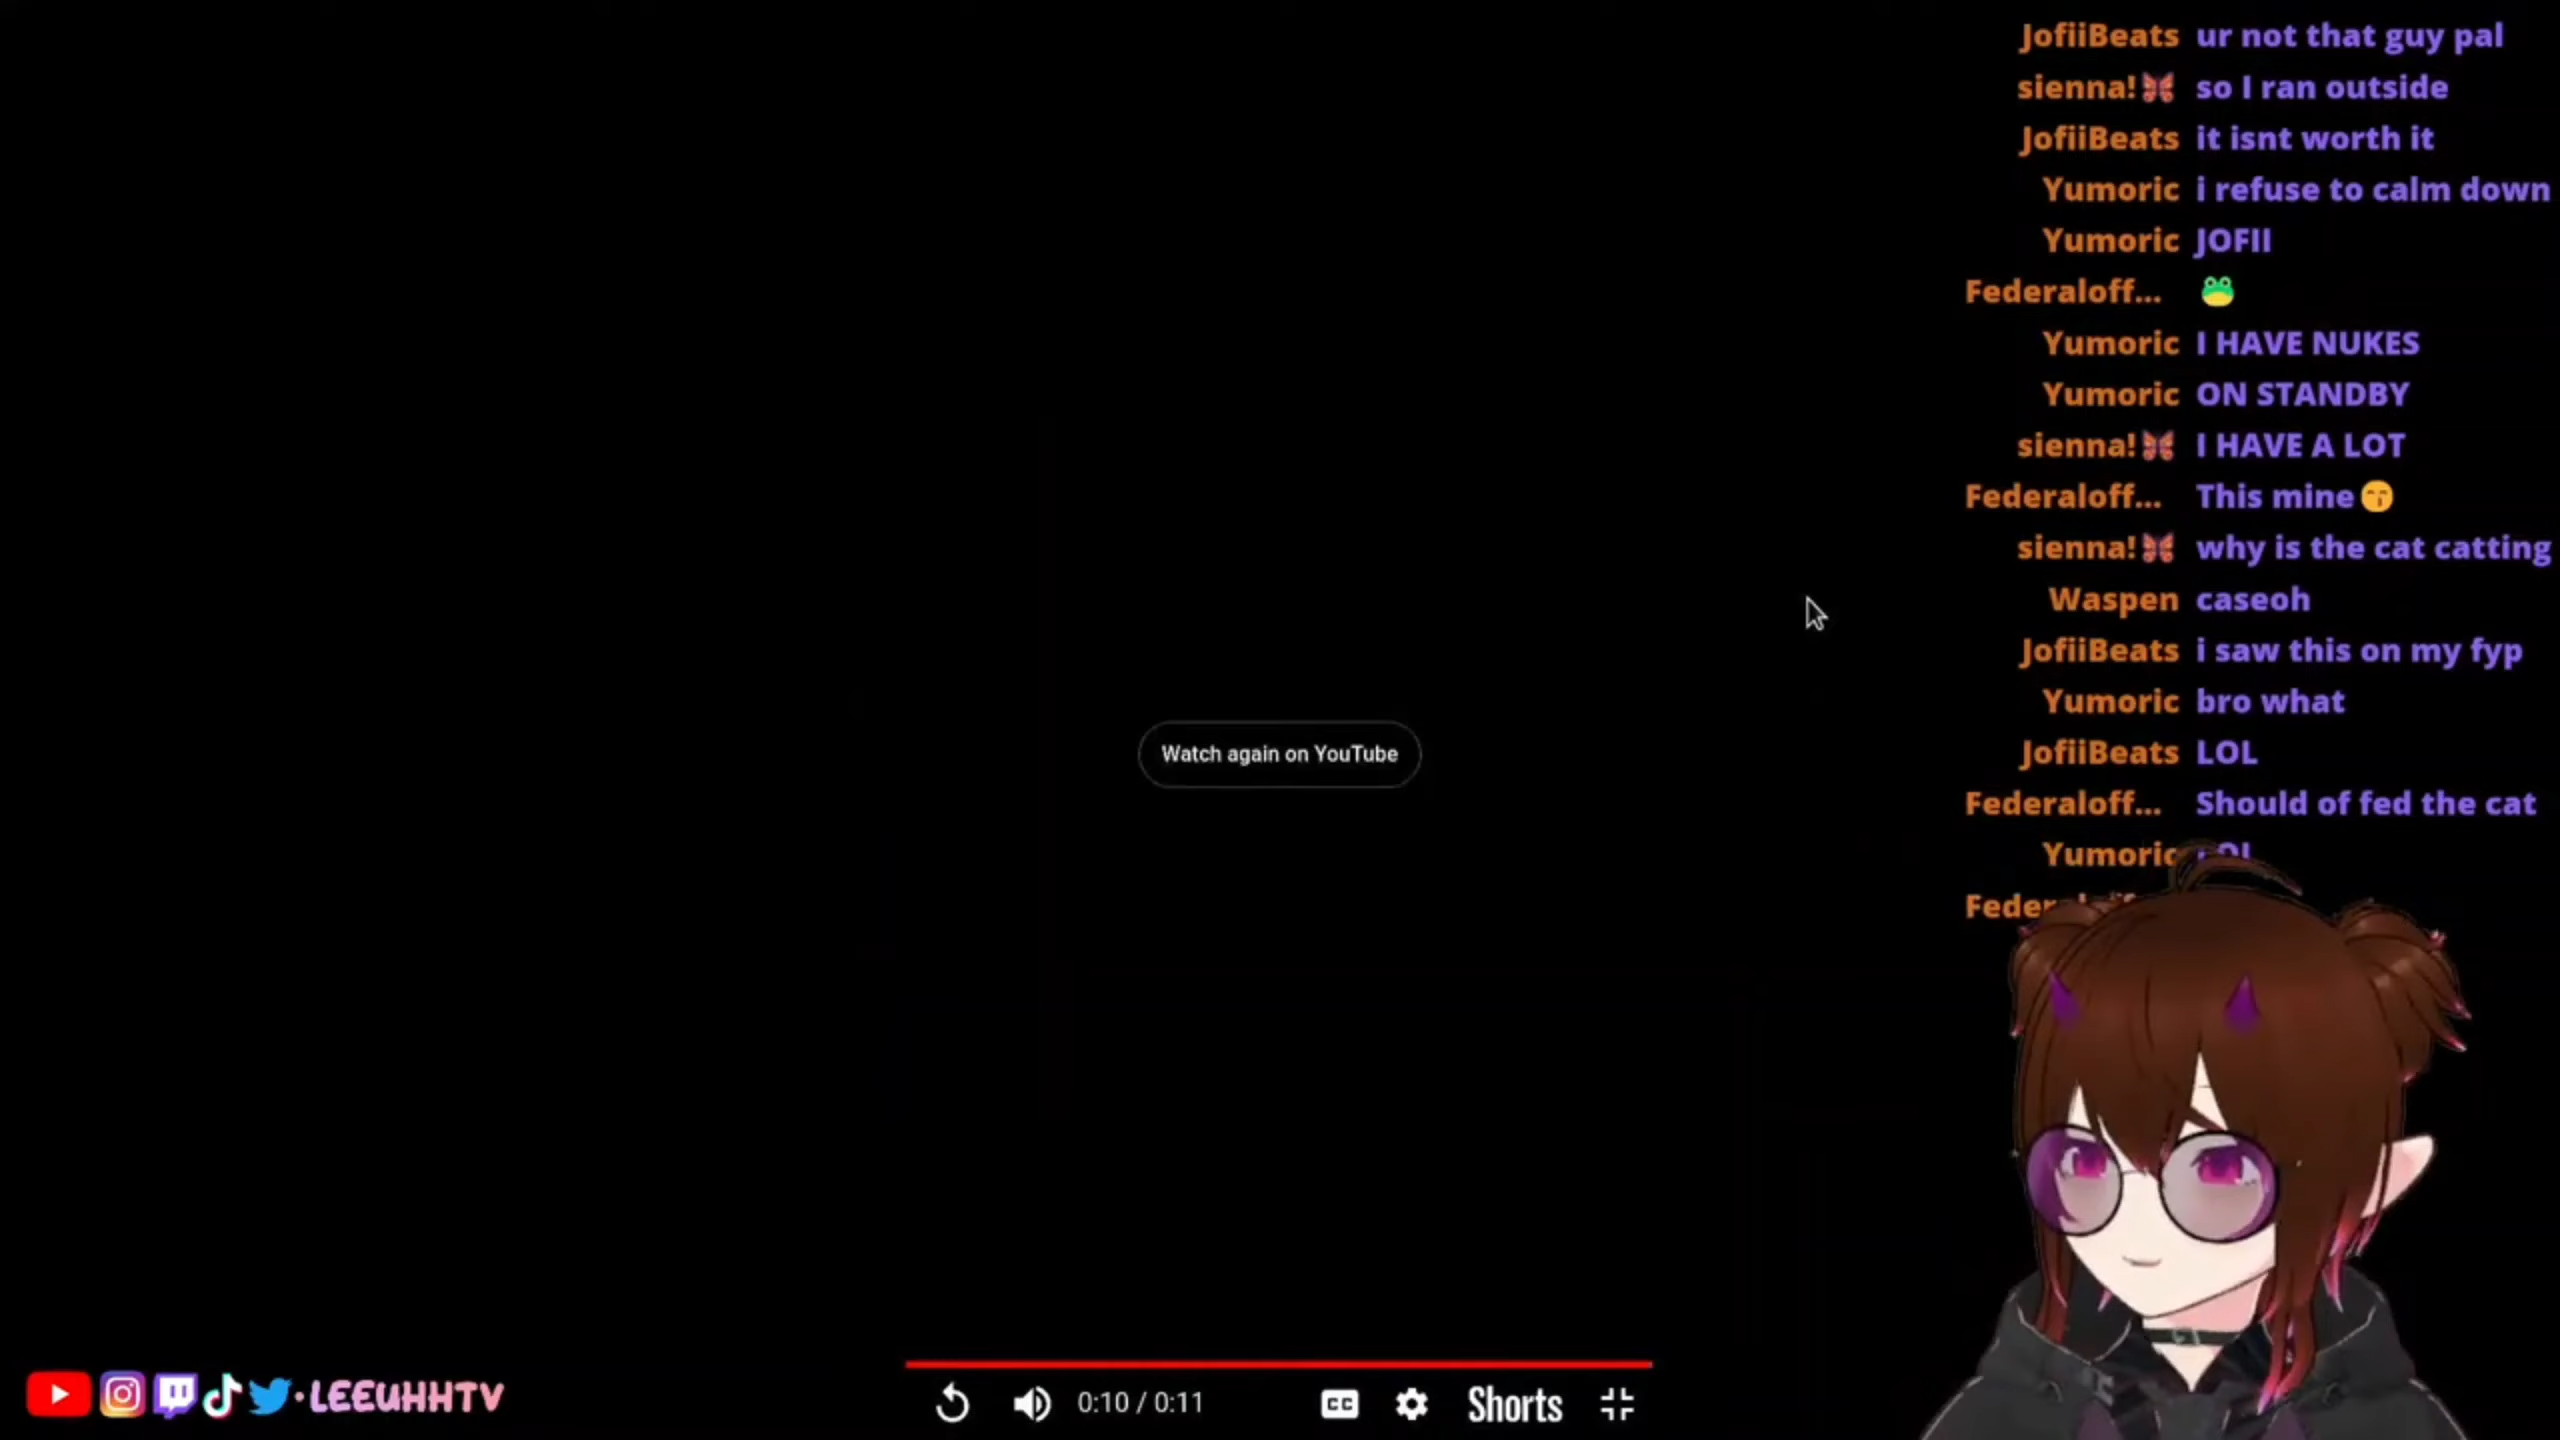 JofiiBeats ur not that guy pal
sienna! so I ran outside
JofiiBeats it isnt worth it
Yumoric i refuse to calm down
Yumoric JOFII
Federaloff...
Yumoric I HAVE NUKES
Yumoric ON STANDBY
sienna! I HAVE A LOT
Federaloff... This mine
sienna! why is the cat catting
Waspen caseoh
JofiiBeats i saw this on my fyp
Yumoric bro what
Watch again on YouTube
JofiiBeats LOL
Federaloff... Should of fed the cat
Yumoric
LEEUHHTV
0:10 / 0:11
CC
Shorts